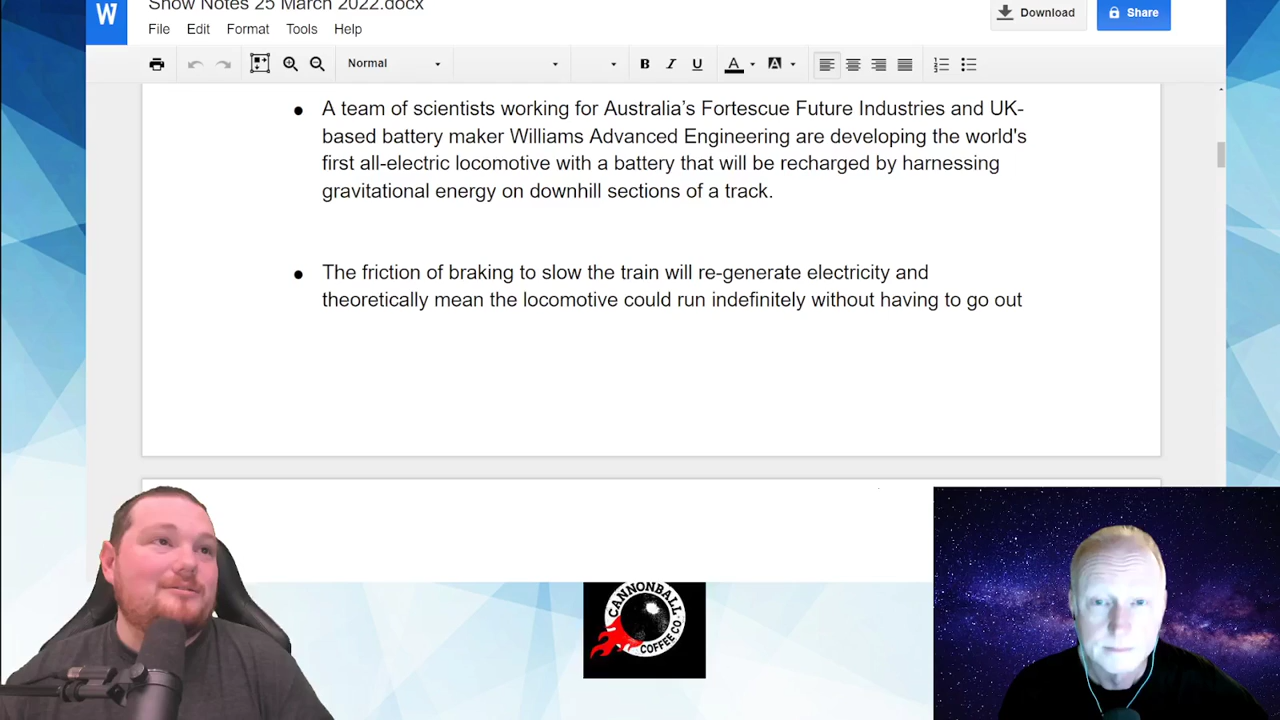 Show Notes 25 March 2022.docx
W
File Edit Format Tools Help
Download
Share
Normal
B I U A A
● A team of scientists working for Australia’s Fortescue Future Industries and UK-
based battery maker Williams Advanced Engineering are developing the world's
first all-electric locomotive with a battery that will be recharged by harnessing
gravitational energy on downhill sections of a track.
● The friction of braking to slow the train will re-generate electricity and
theoretically mean the locomotive could run indefinitely without having to go out
CANNONBALL
COFFEE CO.